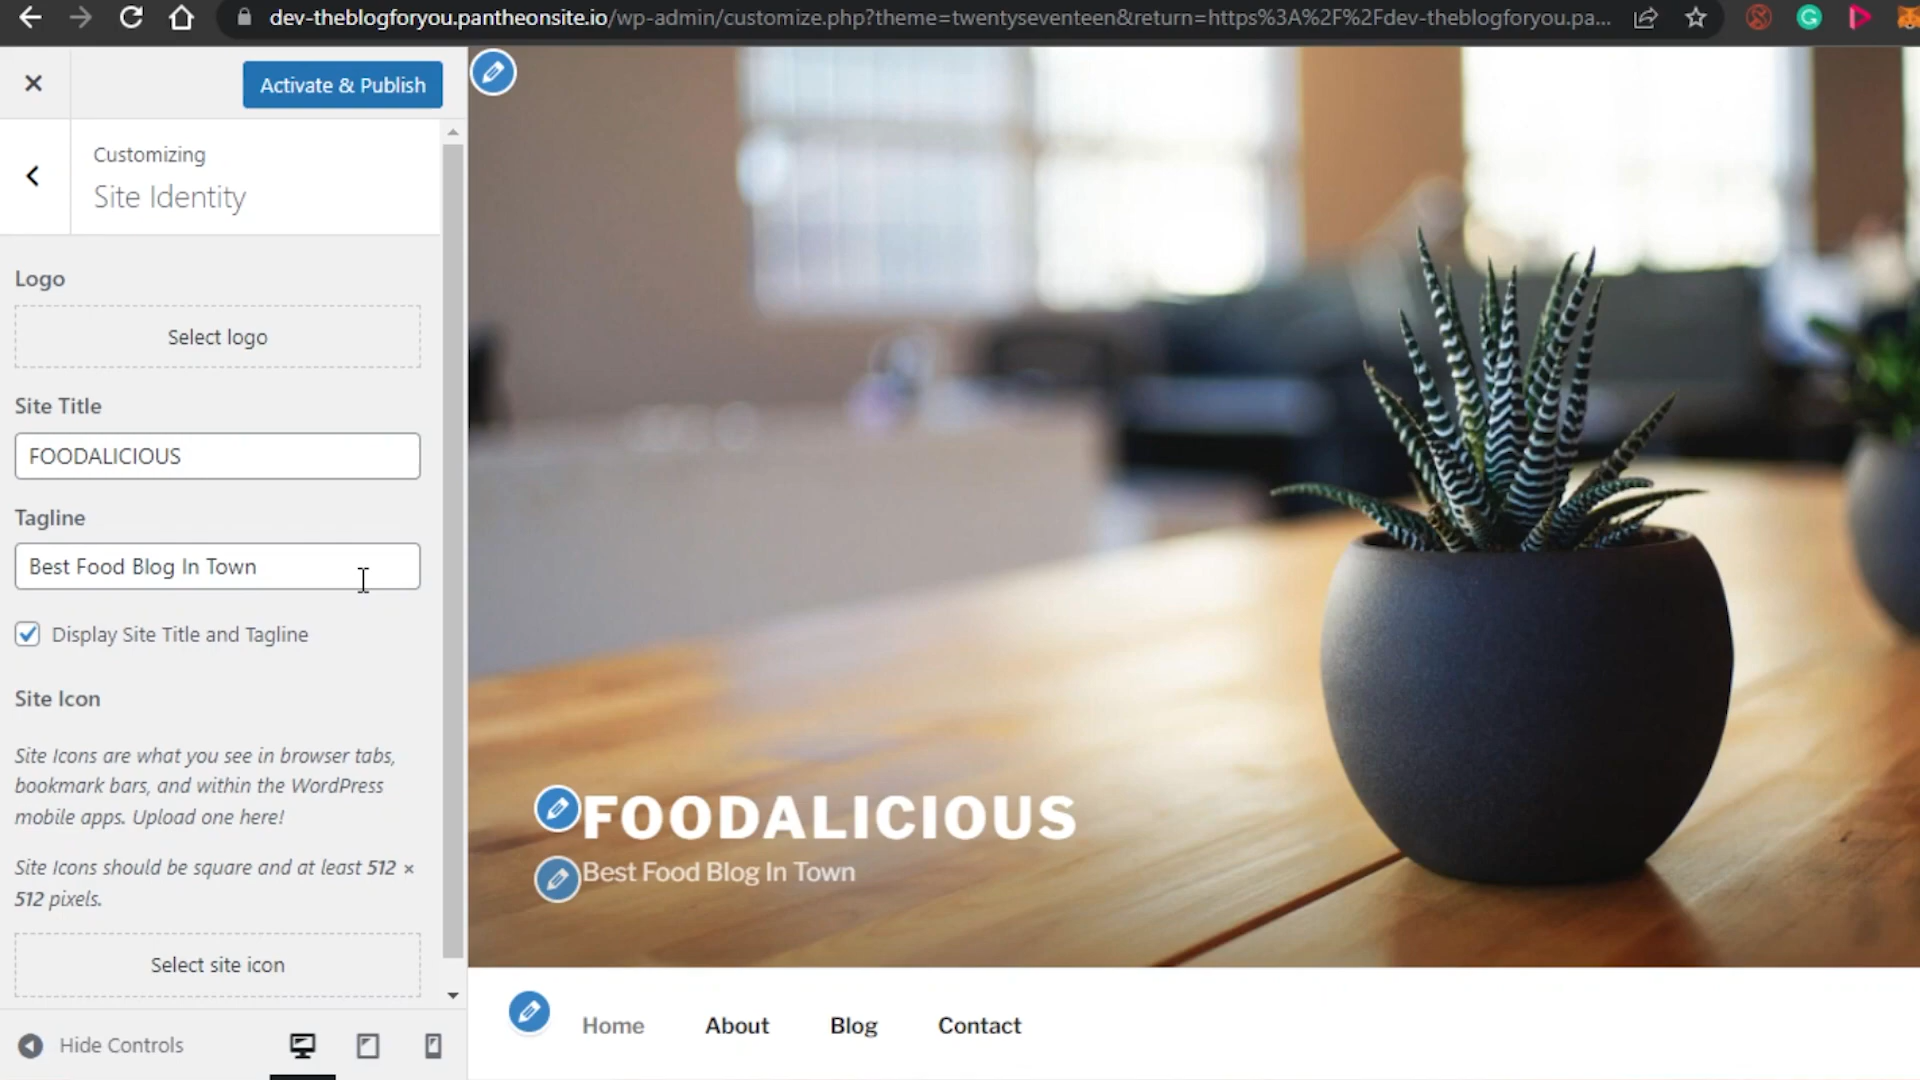 dev-theblogforyou.pantheonsite.io/wp-admin/customize.php?theme=twentyseventeen&return=https%3A%2F%2Fdev-theblogforyou.pa...
Activate & Publish
Customizing
Site Identity
Logo
Select logo
Site Title
FOODALICIOUS
Tagline
Best Food Blog In Town
Display Site Title and Tagline
Site Icon
Site Icons are what you see in browser tabs,
bookmark bars, and within the WordPress
mobile apps. Upload one here!
Site Icons should be square and at least 512 ×
512 pixels.
Select site icon
Hide Controls
FOODALICIOUS
Best Food Blog In Town
Home About Blog Contact